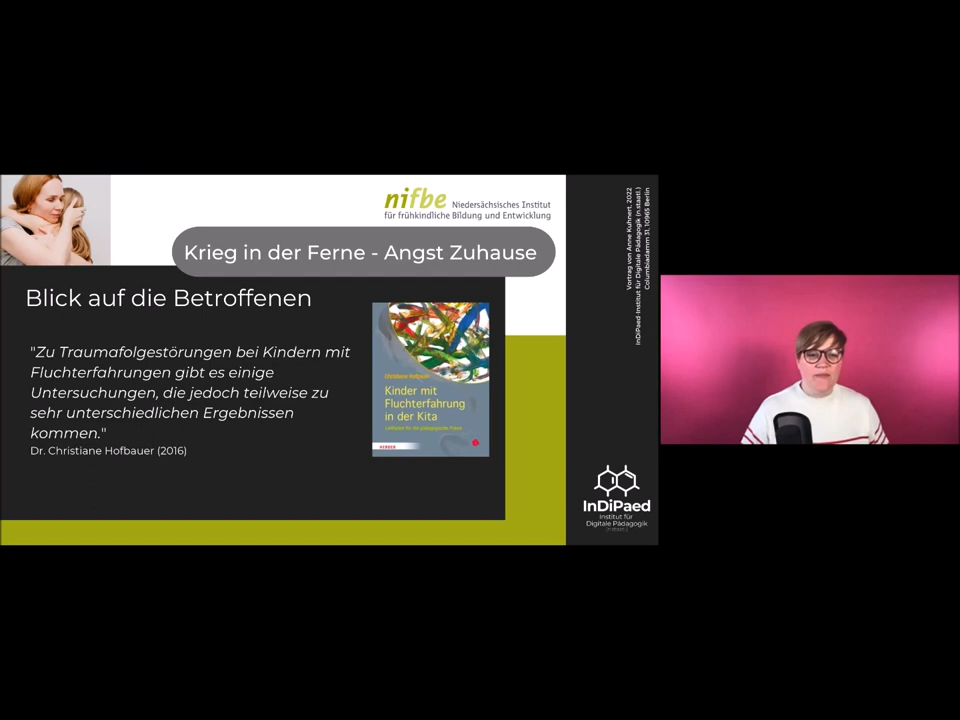 nifbe Niedersächsisches Institut
für frühkindliche Bildung und Entwicklung
Krieg in der Ferne - Angst Zuhause
Blick auf die Betroffenen
"Zu Traumafolgestörungen bei Kindern mit
Fluchterfahrungen gibt es einige
Untersuchungen, die jedoch teilweise zu
sehr unterschiedlichen Ergebnissen
kommen."
Dr. Christiane Hofbauer (2016)
Christiane Hofbauer
Kinder mit
Fluchterfahrung
in der Kita
Leitfaden für die pädagogische Praxis
HERDER
Vortrag von Anne Kuhnert, 2022
InDiPaed-Institut für Digitale Pädagogik (n.staatl.)
Columbiadamm 31, 10965 Berlin
InDiPaed
Institut für
Digitale Pädagogik
(n.staatl.)